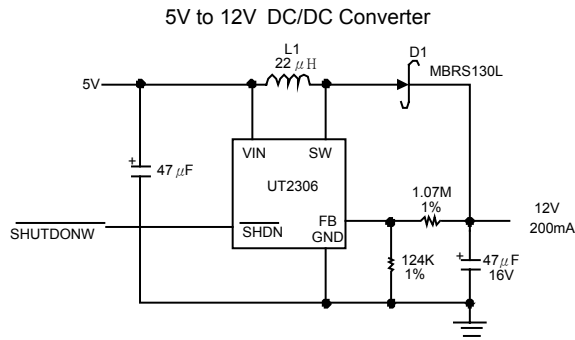 5V to 12V DC/DC Converter
L1
22 μH
D1
MBRS130L
5V
VIN
SW
47 μF
UT2306
1.07M
1%
12V
200mA
SHUTDONW
SHDN
FB
GND
124K
1%
47μF
16V
+
+